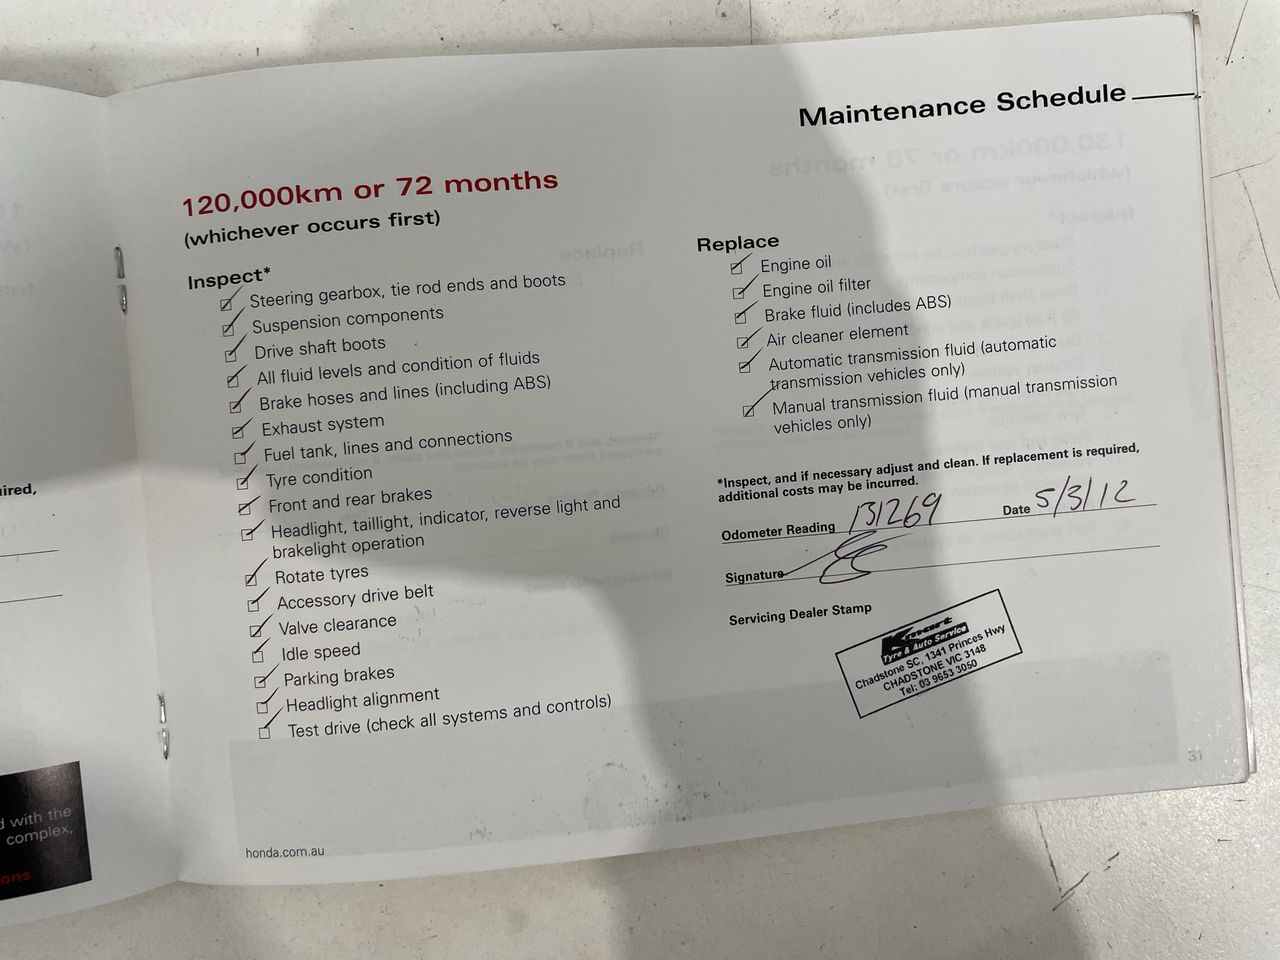 Maintenance Schedule
120,000km or 72 months
(whichever occurs first)
Inspect*
Steering gearbox, tie rod ends and boots
Suspension components
Drive shaft boots
All fluid levels and condition of fluids
Brake hoses and lines (including ABS)
Exhaust system
Fuel tank, lines and connections
Tyre condition
Front and rear brakes
Headlight, taillight, indicator, reverse light and
brakelight operation
Rotate tyres
Accessory drive belt
Valve clearance
Idle speed
Parking brakes
Headlight alignment
Test drive (check all systems and controls)
Replace
Engine oil
Engine oil filter
Brake fluid (includes ABS)
Air cleaner element
Automatic transmission fluid (automatic
transmission vehicles only)
Manual transmission fluid (manual transmission
vehicles only)
*Inspect, and if necessary adjust and clean. If replacement is required,
additional costs may be incurred.
Odometer Reading 131269 Date 5/3/12
Signature
Servicing Dealer Stamp
Kmart
Tyre & Auto Service
Chadstone SC, 1341 Princes Hwy
CHADSTONE VIC 3148
Tel: 03 9653 3050
31
honda.com.au
ired,
d with the
complex,
ons